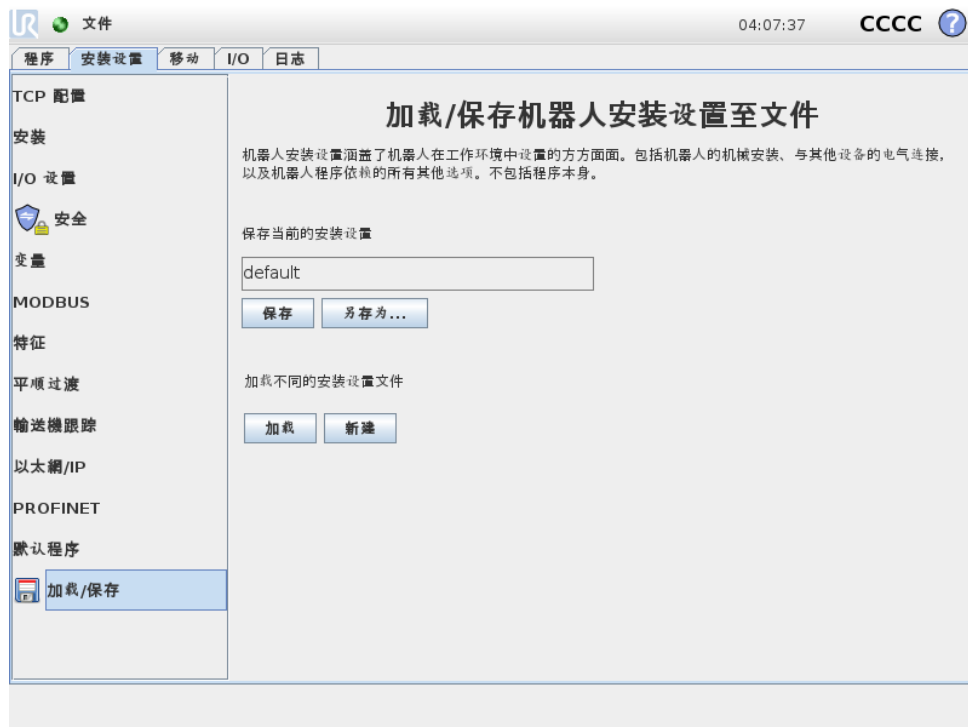 UR 文件 04:07:37 CCCC ?
程序 安装设置 移动 I/O 日志
TCP 配置
安装
I/O 设置
安全
变量
MODBUS
特征
平顺过渡
輸送機跟踪
以太網/IP
PROFINET
默认程序
加载/保存
加载/保存机器人安装设置至文件
机器人安装设置涵盖了机器人在工作环境中设置的方方面面。包括机器人的机械安装、与其他设备的电气连接,
以及机器人程序依赖的所有其他选项。不包括程序本身。
保存当前的安装设置
default
保存 另存为...
加载不同的安装设置文件
加载 新建